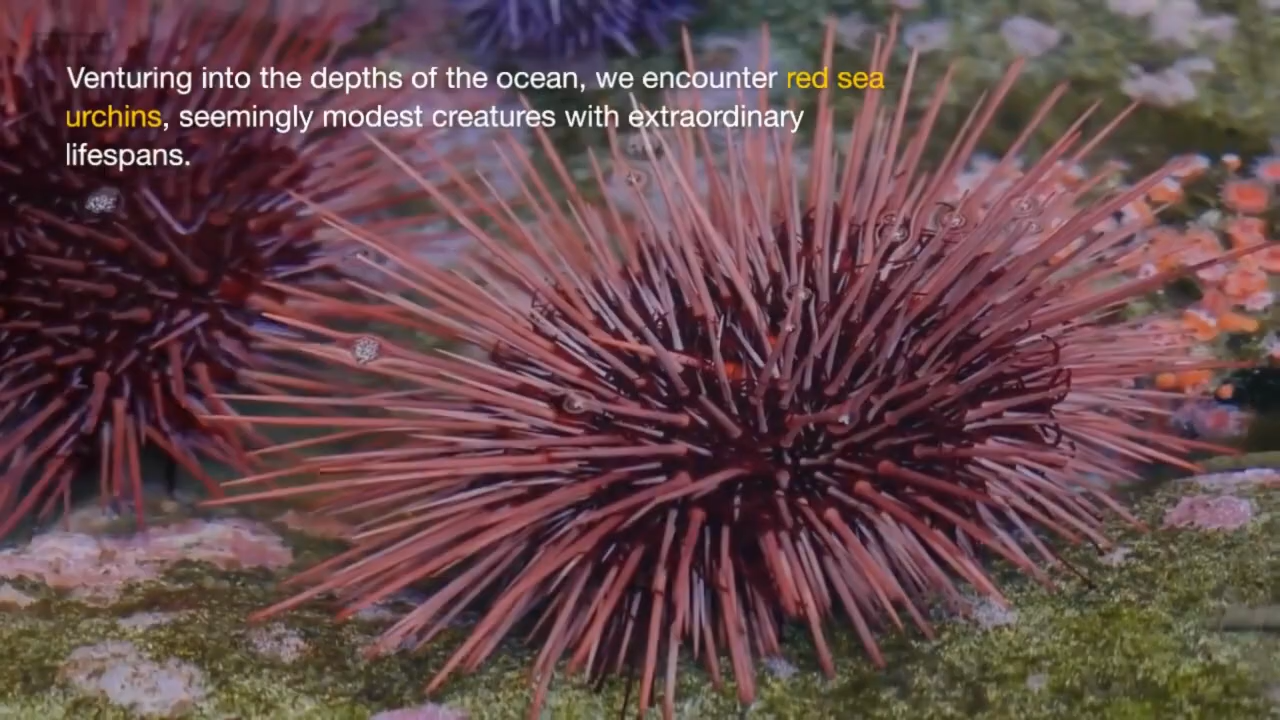 Venturing into the depths of the ocean, we encounter red sea
urchins, seemingly modest creatures with extraordinary
lifespans.